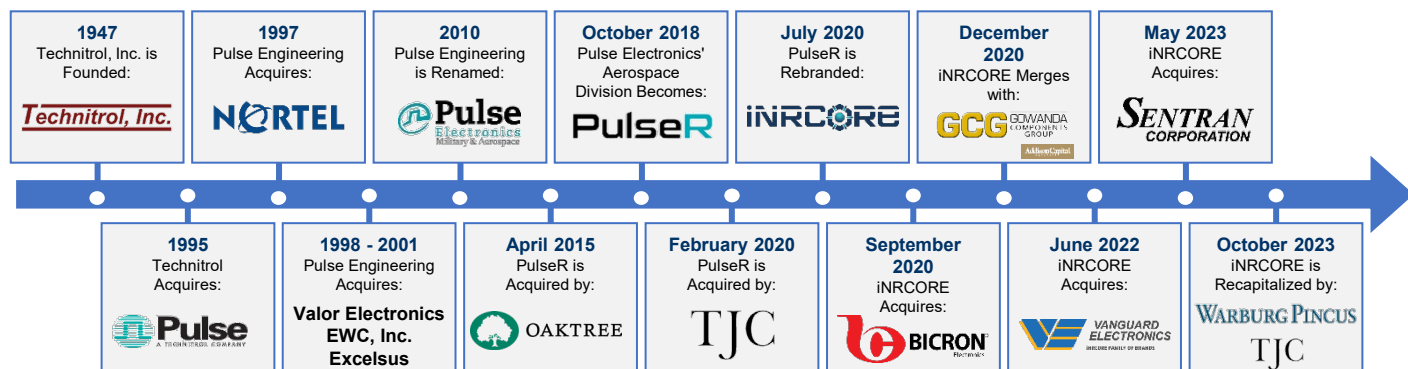 1947
Technitrol, Inc. is
Founded:
Technitrol, Inc.
1997
Pulse Engineering
Acquires:
NORTEL
2010
Pulse Engineering
is Renamed:
Pulse
Electronics
Military & Aerospace
October 2018
Pulse Electronics'
Aerospace
Division Becomes:
PulseR
July 2020
PulseR is
Rebranded:
iNRCORE
December
2020
iNRCORE Merges
with:
GCG GOWANDA
COMPONENTS
GROUP
AddisonCapital
May 2023
iNRCORE
Acquires:
SENTRAN
CORPORATION
1995
Technitrol
Acquires:
Pulse
A TECHNITROL COMPANY
1998 - 2001
Pulse Engineering
Acquires:
Valor Electronics
EWC, Inc.
Excelsus
April 2015
PulseR is
Acquired by:
OAKTREE
February 2020
PulseR is
Acquired by:
TJC
September
2020
iNRCORE
Acquires:
BICRON®
Electronics
June 2022
iNRCORE
Acquires:
VANGUARD
ELECTRONICS
INRCORE FAMILY OF BRANDS
October 2023
iNRCORE is
Recapitalized by:
WARBURG PINCUS
TJC